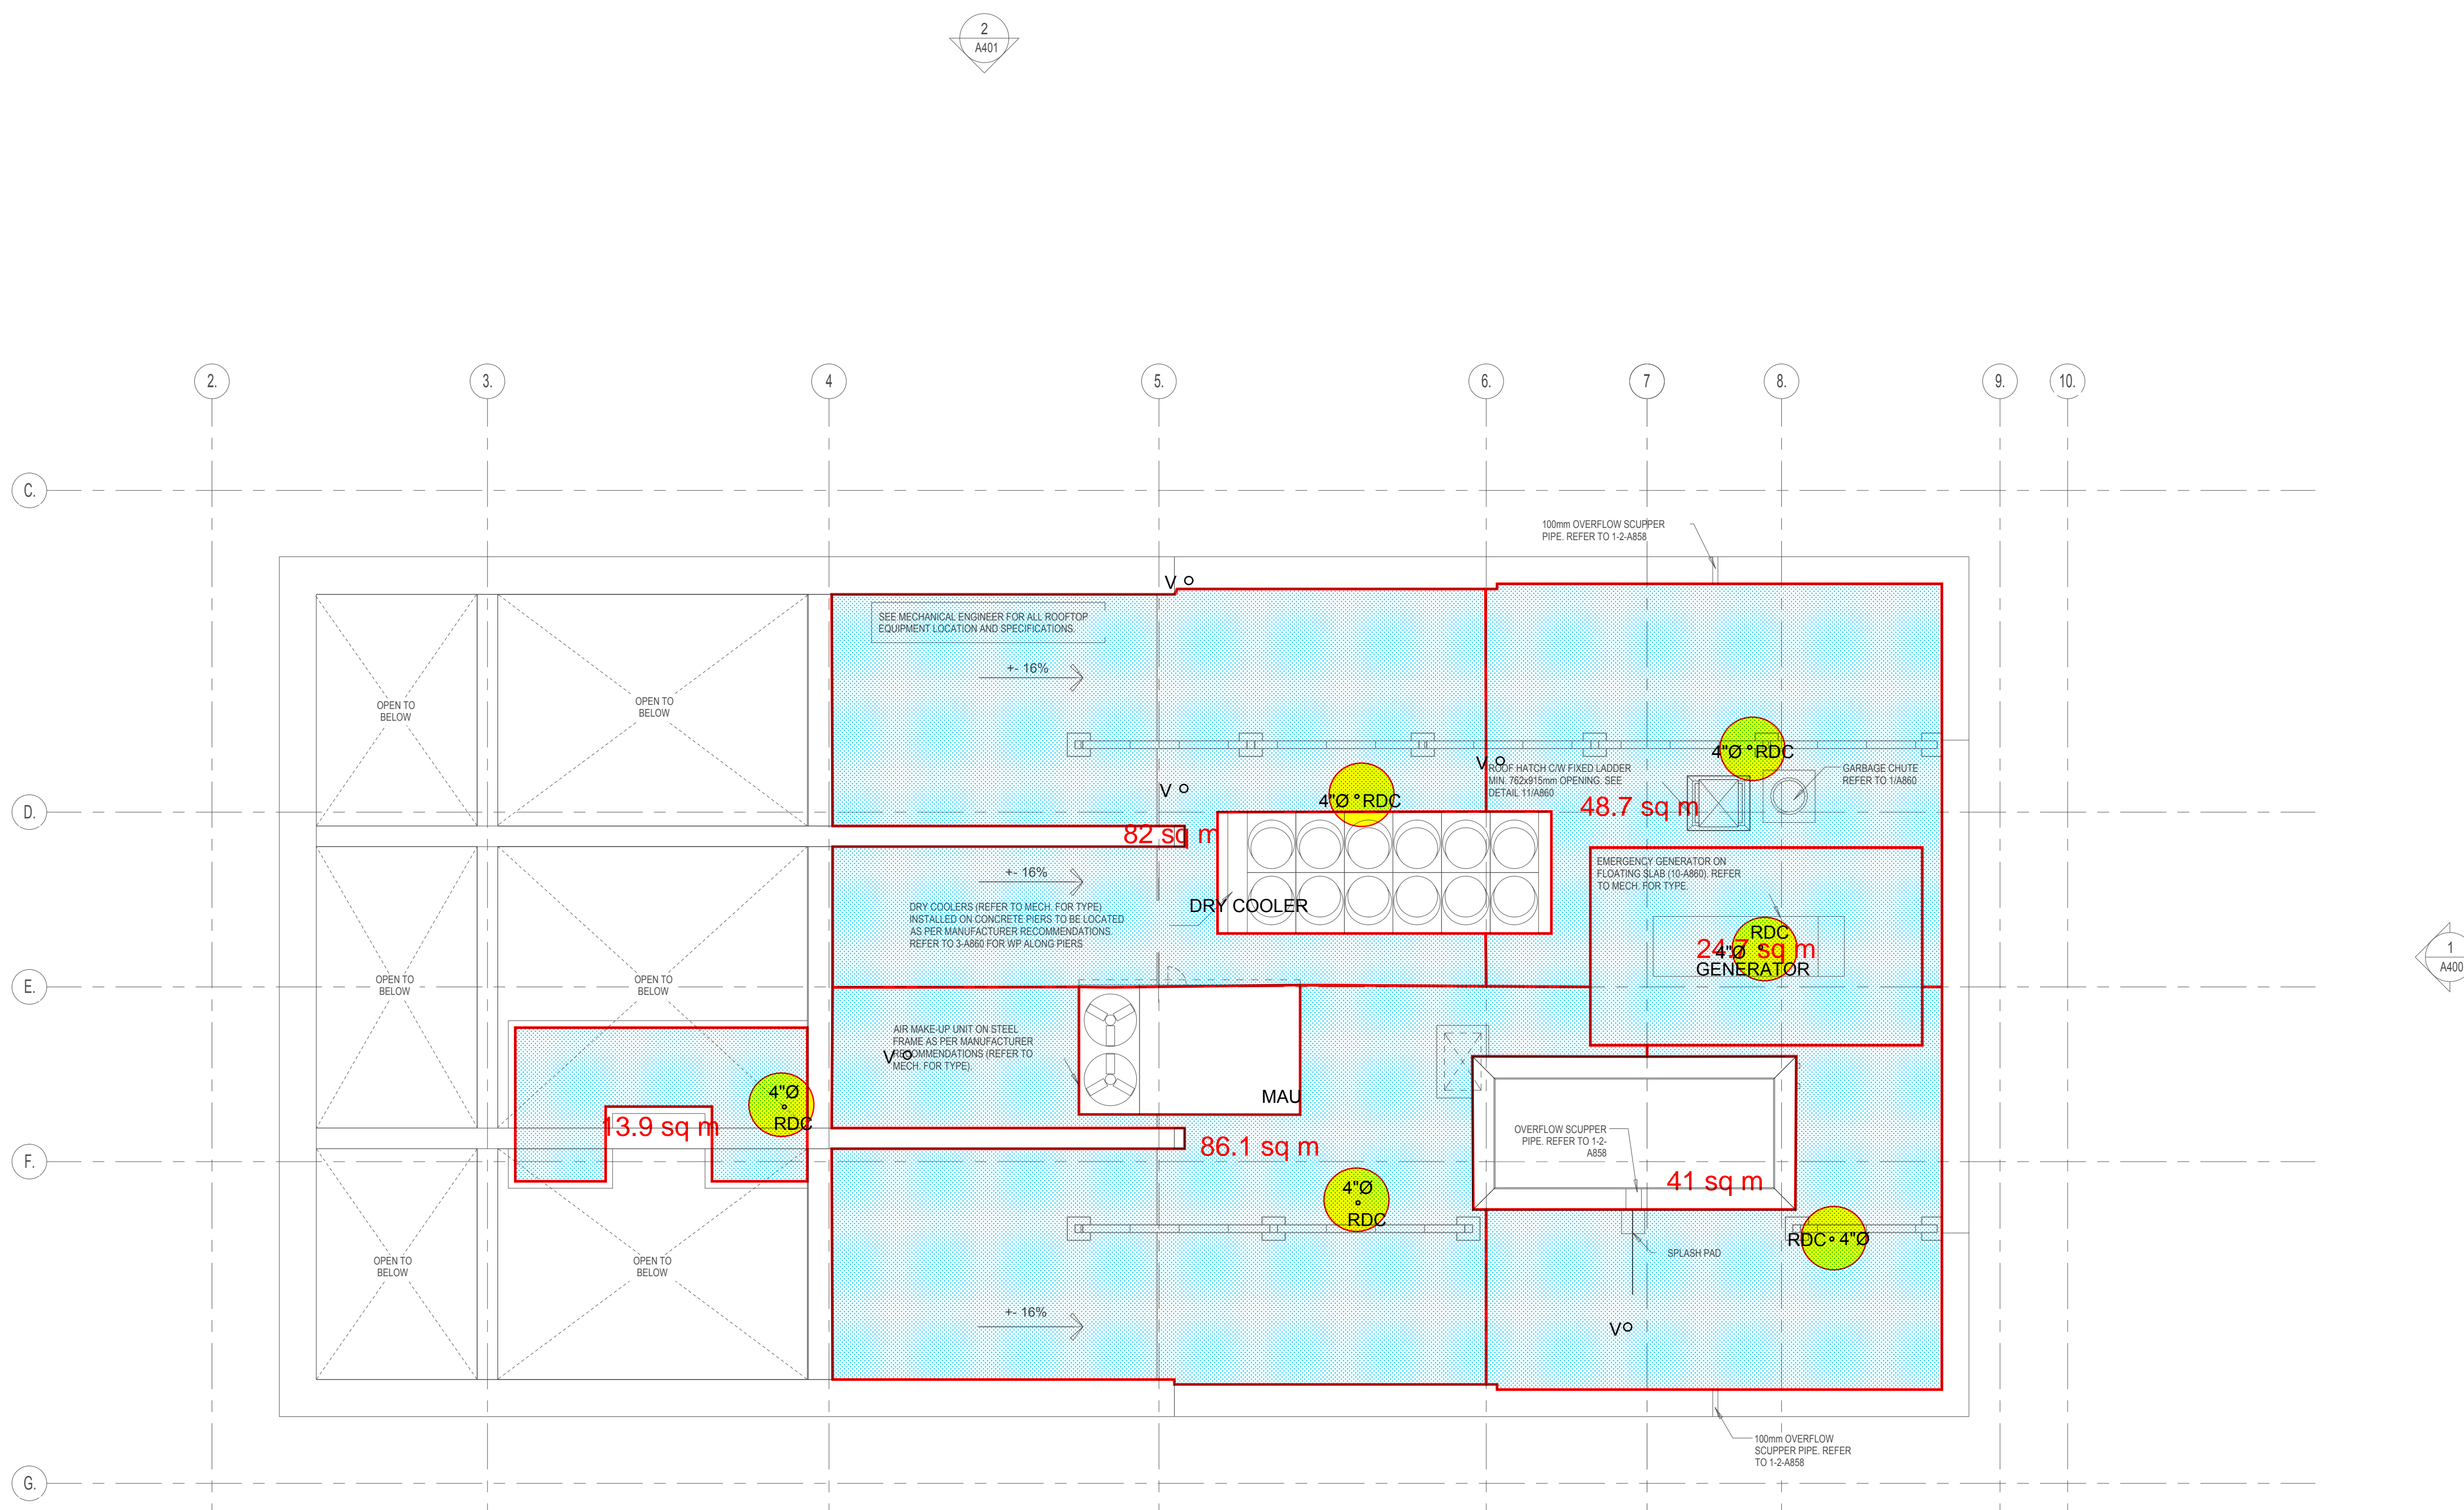 2
A401
2.
3.
4
5.
6.
7
8.
9.
10.
C.
100mm OVERFLOW SCUPPER
PIPE. REFER TO 1-2-A858
V
SEE MECHANICAL ENGINEER FOR ALL ROOFTOP
EQUIPMENT LOCATION AND SPECIFICATIONS.
+- 16%
OPEN TO
BELOW
OPEN TO
BELOW
4"Ø RDC
V
ROOF HATCH C/W FIXED LADDER
MIN. 762x915mm OPENING. SEE
DETAIL 11/A860
GARBAGE CHUTE
REFER TO 1/A860
V
4"Ø RDC
48.7 sq m
D.
82 sq m
EMERGENCY GENERATOR ON
FLOATING SLAB (10-A860). REFER
TO MECH. FOR TYPE.
+- 16%
DRY COOLERS (REFER TO MECH. FOR TYPE)
INSTALLED ON CONCRETE PIERS TO BE LOCATED
AS PER MANUFACTURER RECOMMENDATIONS.
REFER TO 3-A860 FOR WP ALONG PIERS
DRY COOLER
RDC
24.7 sq m
4"Ø
GENERATOR
1
A400
E.
OPEN TO
BELOW
OPEN TO
BELOW
AIR MAKE-UP UNIT ON STEEL
FRAME AS PER MANUFACTURER
RECOMMENDATIONS (REFER TO
MECH. FOR TYPE).
V
MAU
4"Ø
RDC
13.9 sq m
86.1 sq m
OVERFLOW SCUPPER
PIPE. REFER TO 1-2-
A858
F.
41 sq m
4"Ø
RDC
RDC 4"Ø
SPLASH PAD
OPEN TO
BELOW
OPEN TO
BELOW
+- 16%
V
100mm OVERFLOW
SCUPPER PIPE. REFER
TO 1-2-A858
G.